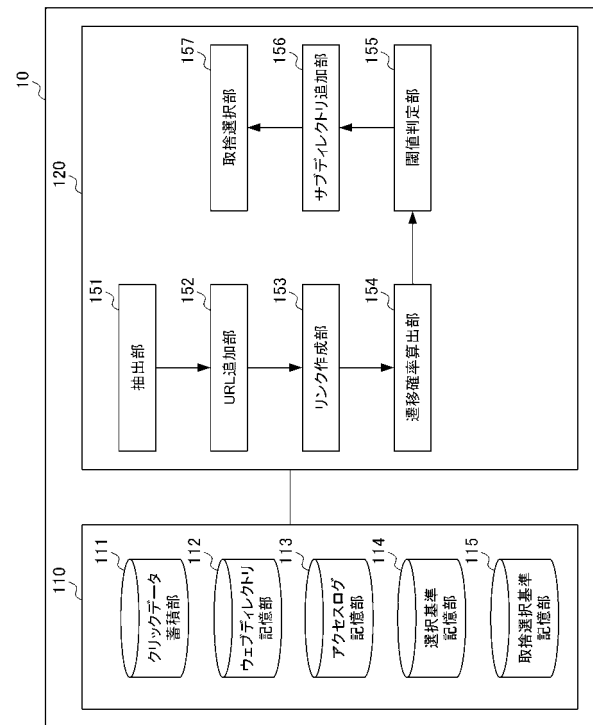 10
110
111
クリックデータ
蓄積部
112
ウェブディレクトリ
記憶部
113
アクセスログ
記憶部
114
選択基準
記憶部
115
取捨選択基準
記憶部
120
151
抽出部
152
URL追加部
153
リンク作成部
154
遷移確率算出部
155
閾値判定部
156
サブディレクトリ追加部
157
取捨選択部